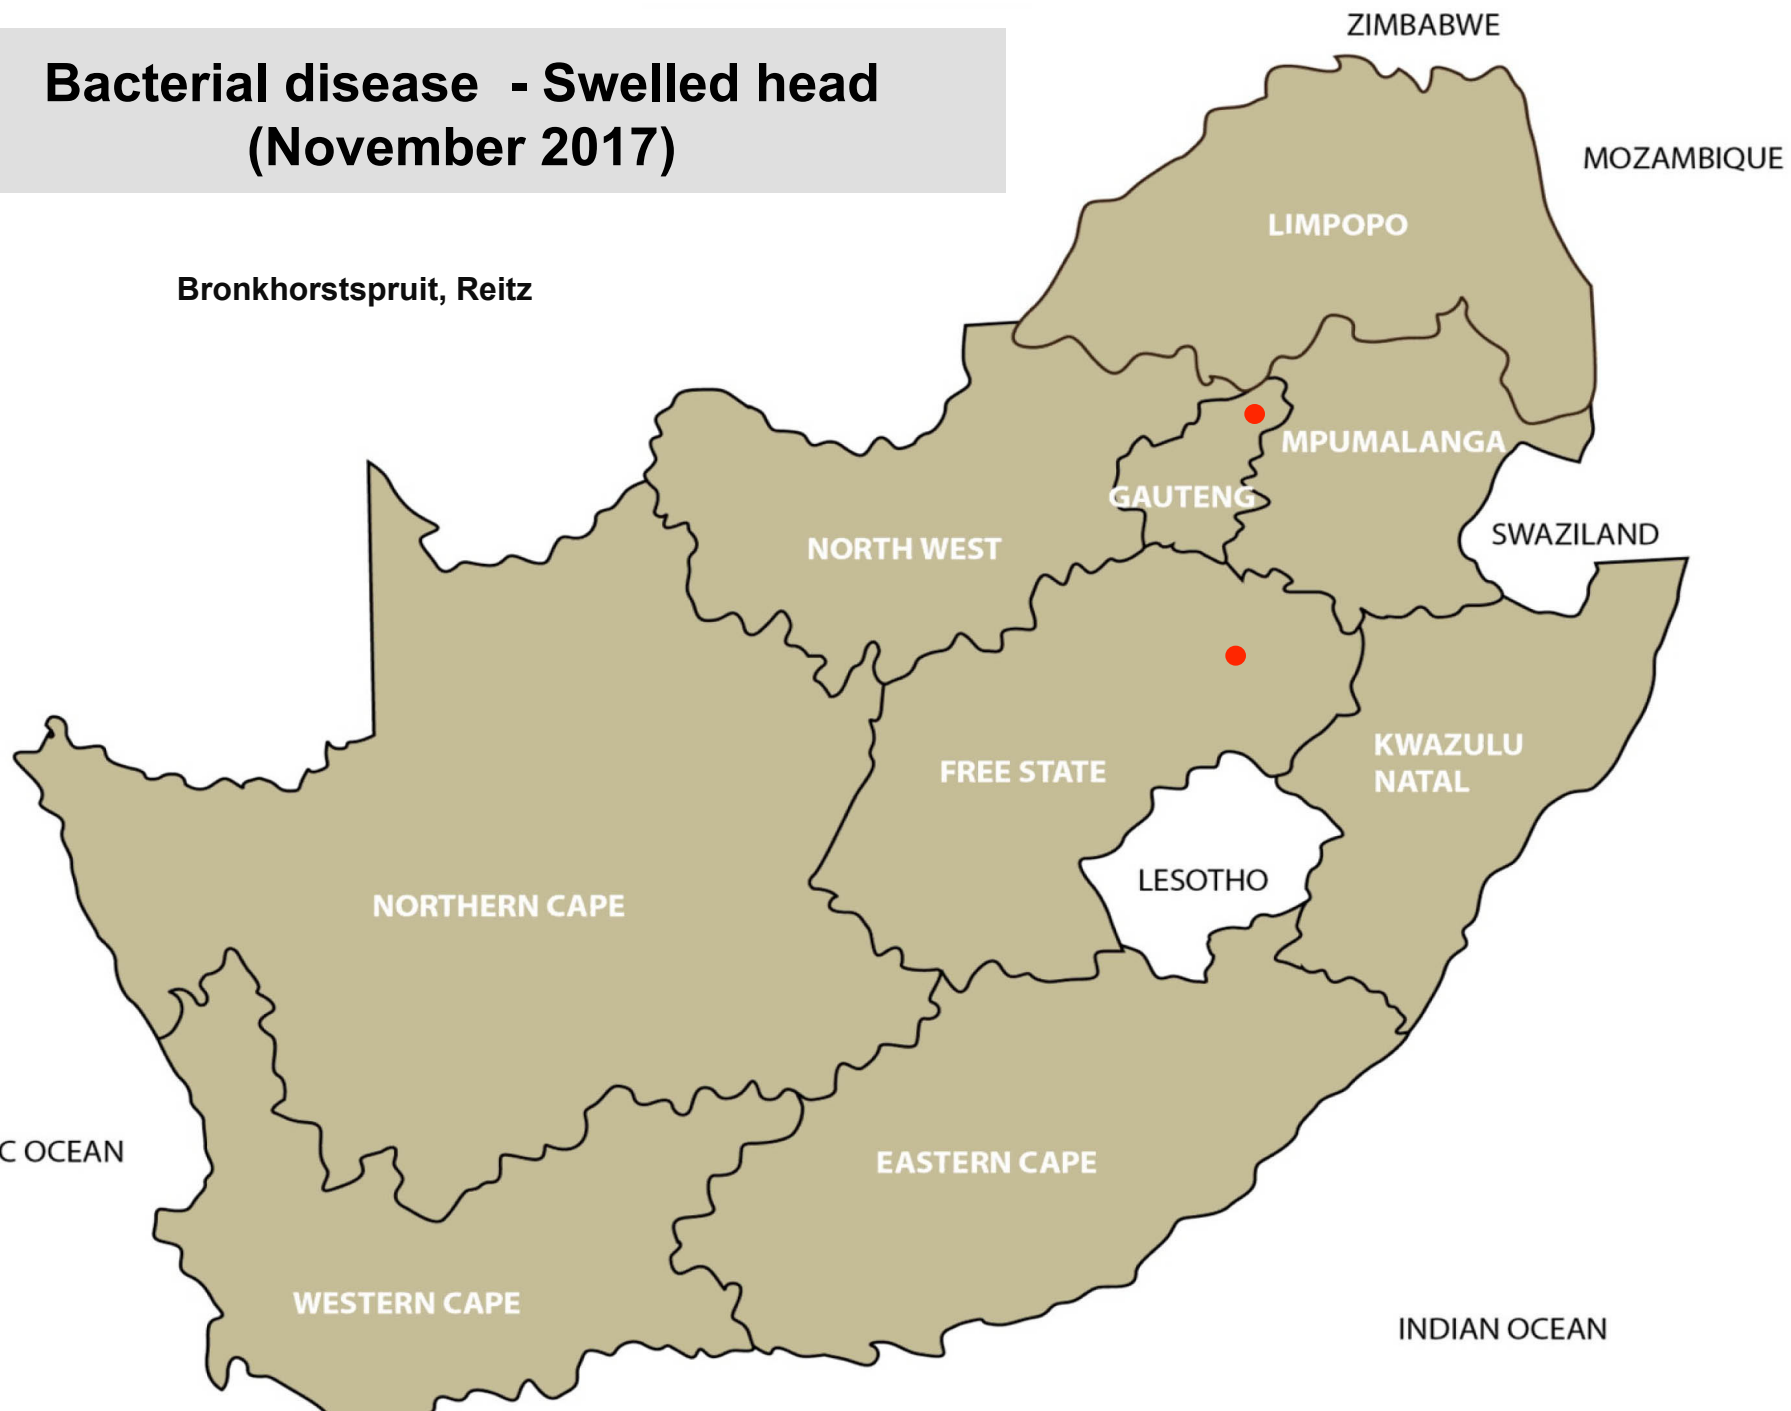 Bacterial disease - Swelled head
(November 2017)
Bronkhorstspruit, Reitz
ZIMBABWE
MOZAMBIQUE
LIMPOPO
MPUMALANGA
GAUTENG
SWAZILAND
NORTH WEST
KWAZULU
NATAL
FREE STATE
LESOTHO
NORTHERN CAPE
C OCEAN
EASTERN CAPE
WESTERN CAPE
INDIAN OCEAN